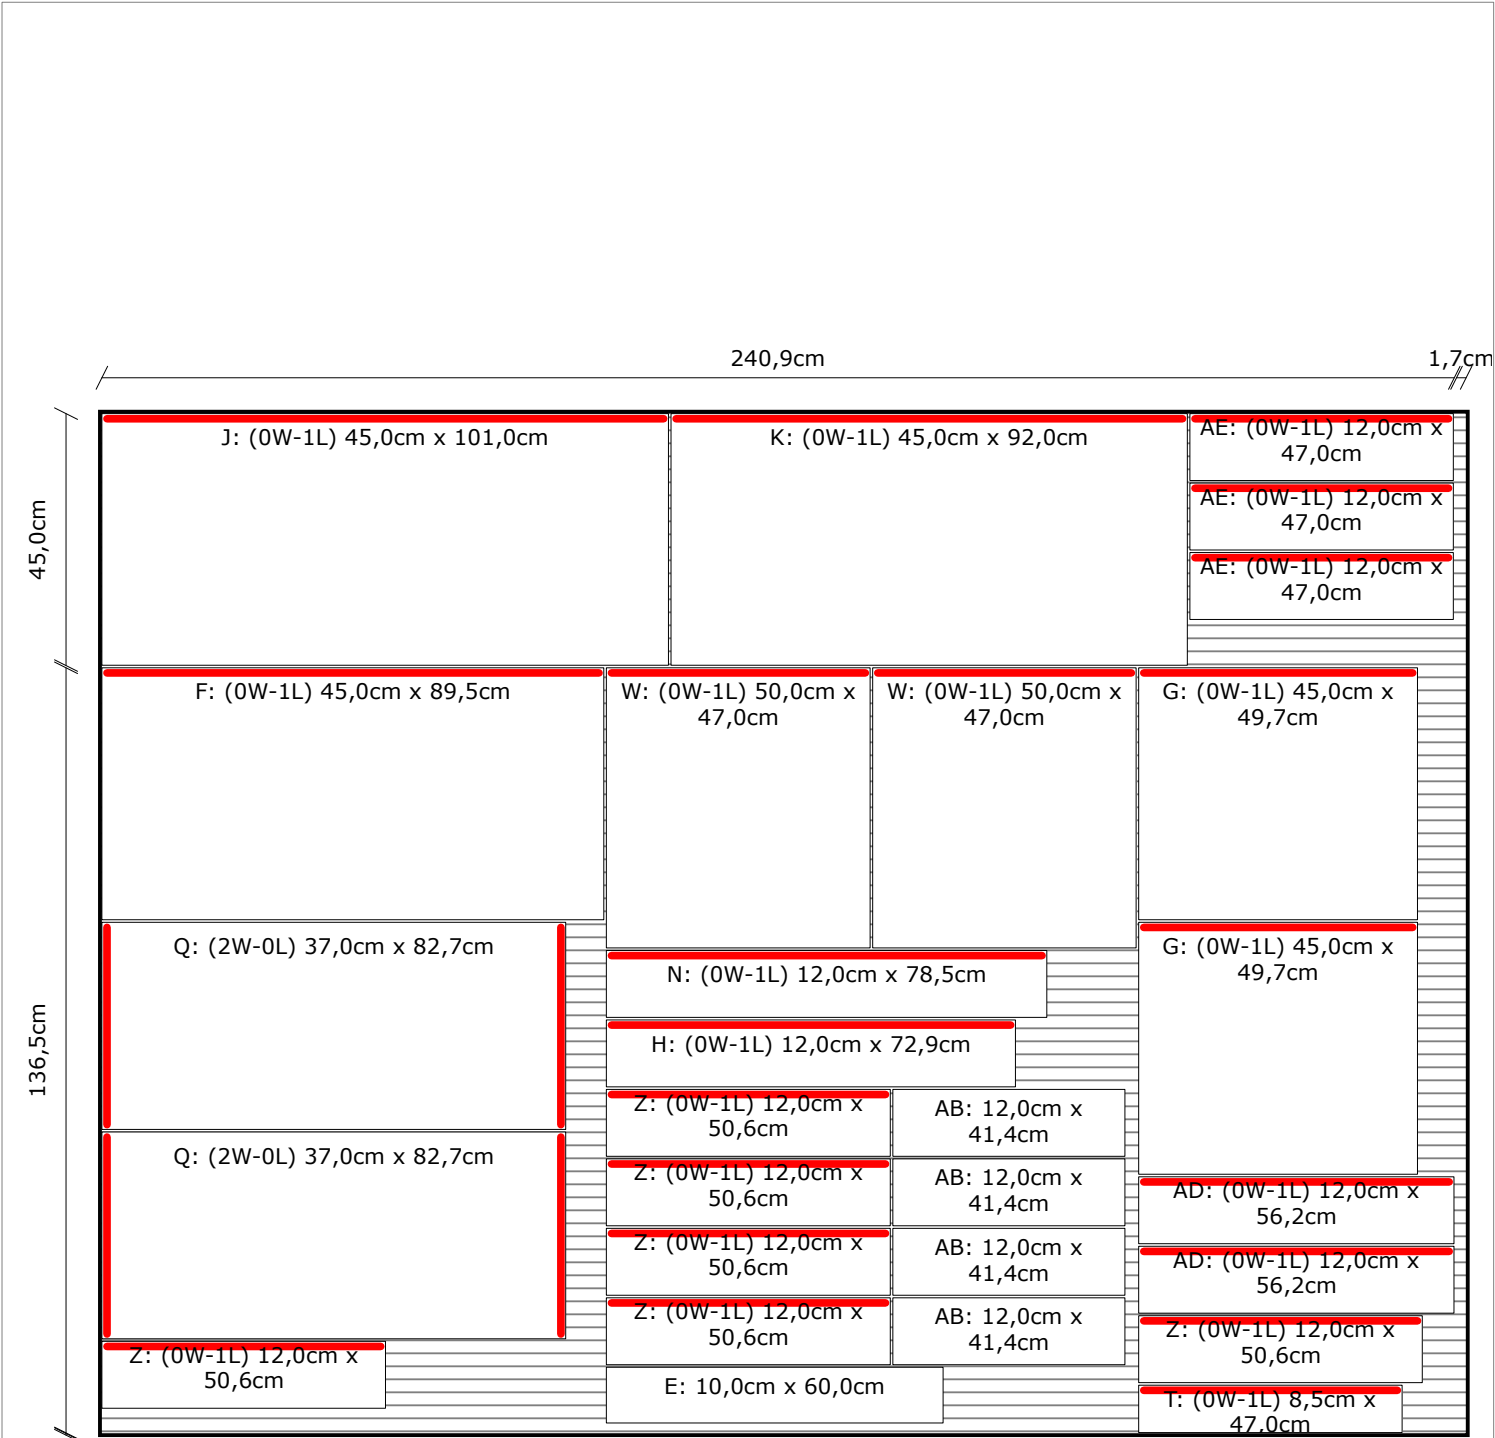 240,9cm
1,7cm
45,0cm
136,5cm
J: (0W-1L) 45,0cm x 101,0cm
K: (0W-1L) 45,0cm x 92,0cm
AE: (0W-1L) 12,0cm x
47,0cm
AE: (0W-1L) 12,0cm x
47,0cm
AE: (0W-1L) 12,0cm x
47,0cm
F: (0W-1L) 45,0cm x 89,5cm
W: (0W-1L) 50,0cm x
47,0cm
W: (0W-1L) 50,0cm x
47,0cm
G: (0W-1L) 45,0cm x
49,7cm
Q: (2W-0L) 37,0cm x 82,7cm
N: (0W-1L) 12,0cm x 78,5cm
G: (0W-1L) 45,0cm x
49,7cm
H: (0W-1L) 12,0cm x 72,9cm
Z: (0W-1L) 12,0cm x
50,6cm
AB: 12,0cm x
41,4cm
Q: (2W-0L) 37,0cm x 82,7cm
Z: (0W-1L) 12,0cm x
50,6cm
AB: 12,0cm x
41,4cm
AD: (0W-1L) 12,0cm x
56,2cm
Z: (0W-1L) 12,0cm x
50,6cm
AB: 12,0cm x
41,4cm
AD: (0W-1L) 12,0cm x
56,2cm
Z: (0W-1L) 12,0cm x
50,6cm
AB: 12,0cm x
41,4cm
Z: (0W-1L) 12,0cm x
50,6cm
Z: (0W-1L) 12,0cm x
50,6cm
E: 10,0cm x 60,0cm
T: (0W-1L) 8,5cm x
47,0cm